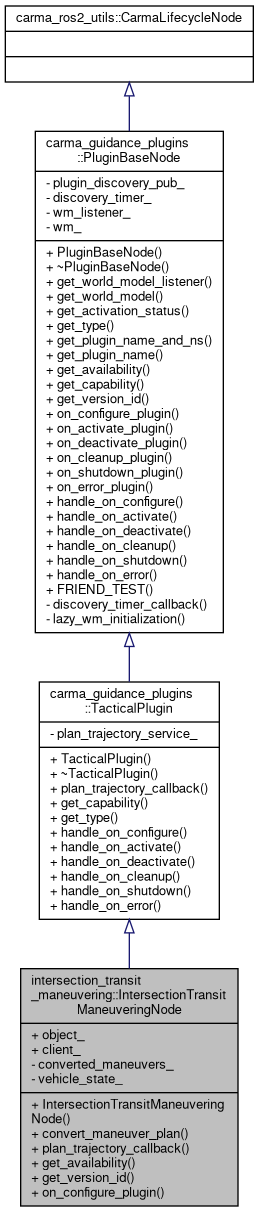 carma_ros2_utils::CarmaLifecycleNode
carma_guidance_plugins
::PluginBaseNode
- plugin_discovery_pub_
- discovery_timer_
- wm_listener_
- wm_
+ PluginBaseNode()
+ ~PluginBaseNode()
+ get_world_model_listener()
+ get_world_model()
+ get_activation_status()
+ get_type()
+ get_plugin_name_and_ns()
+ get_plugin_name()
+ get_availability()
+ get_capability()
+ get_version_id()
+ on_configure_plugin()
+ on_activate_plugin()
+ on_deactivate_plugin()
+ on_cleanup_plugin()
+ on_shutdown_plugin()
+ on_error_plugin()
+ handle_on_configure()
+ handle_on_activate()
+ handle_on_deactivate()
+ handle_on_cleanup()
+ handle_on_shutdown()
+ handle_on_error()
+ FRIEND_TEST()
- discovery_timer_callback()
- lazy_wm_initialization()
carma_guidance_plugins
::TacticalPlugin
- plan_trajectory_service_
+ TacticalPlugin()
+ ~TacticalPlugin()
+ plan_trajectory_callback()
+ get_capability()
+ get_type()
+ handle_on_configure()
+ handle_on_activate()
+ handle_on_deactivate()
+ handle_on_cleanup()
+ handle_on_shutdown()
+ handle_on_error()
intersection_transit
_maneuvering::IntersectionTransit
ManeuveringNode
+ object_
+ client_
- converted_maneuvers_
- vehicle_state_
+ IntersectionTransitManeuvering
Node()
+ convert_maneuver_plan()
+ plan_trajectory_callback()
+ get_availability()
+ get_version_id()
+ on_configure_plugin()